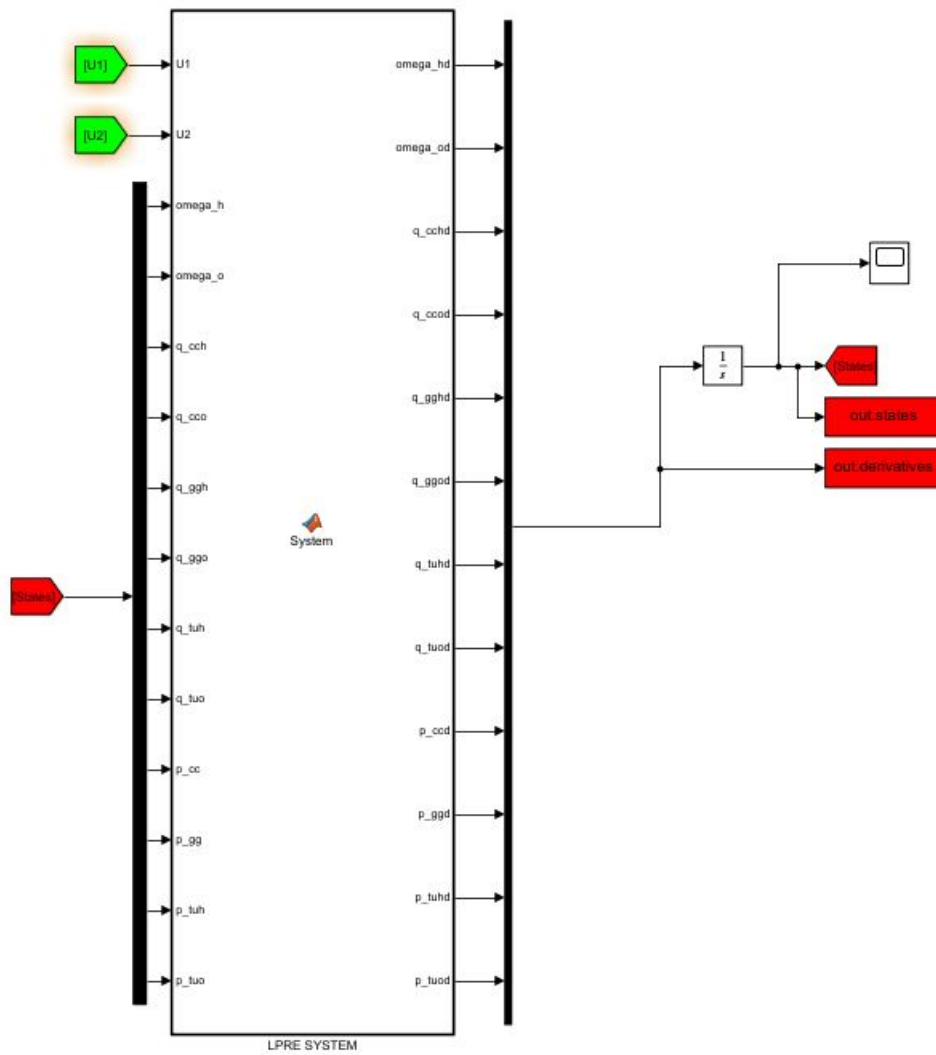 [U1]
U1
[U2]
U2
omega_h
omega_o
q_cch
q_cco
q_ggh
q_ggo
[States]
q_tuh
q_tuo
p_cc
p_gg
p_tuh
p_tuo
System
omega_hd
omega_od
q_cchd
q_ccod
q_gghd
q_ggod
q_tuhd
q_tuod
p_ccd
p_ggd
p_tuhd
p_tuod
LPRE SYSTEM
1
s
[States]
out.states
out.derivatives